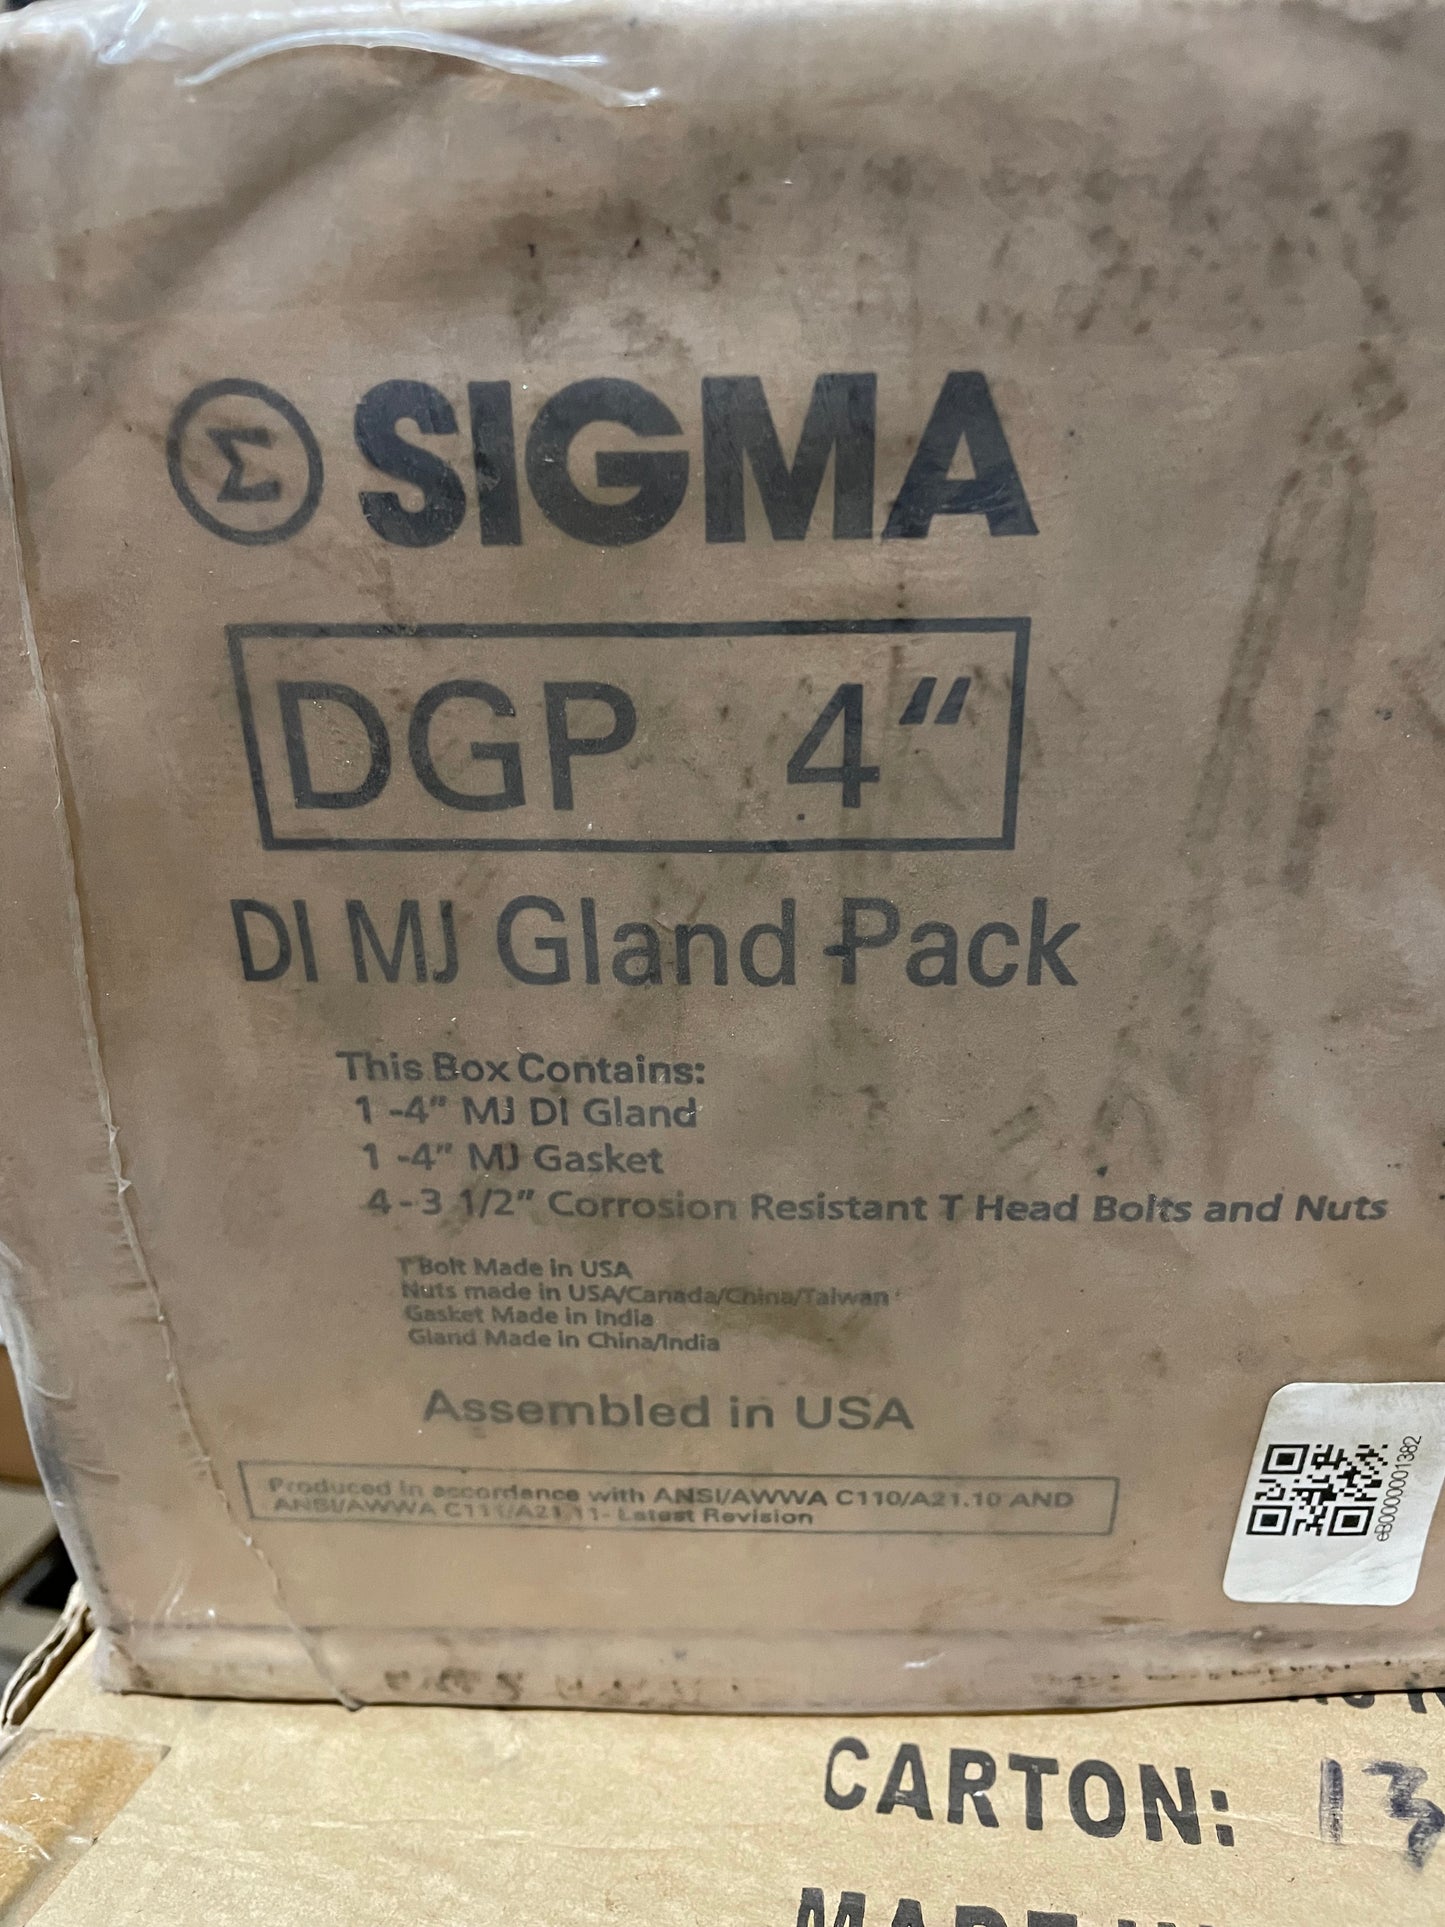 Σ SIGMA
DGP 4"
DI MJ Gland Pack
This Box Contains:
1 -4" MJ DI Gland
1 -4" MJ Gasket
4-3 1/2" Corrosion Resistant T Head Bolts and Nuts
T Bolt Made in USA
Nuts made in USA/Canada/China/Taiwan
Gasket Made in India
Gland Made in China/India
Assembled in USA
Produced in accordance with ANSI/AWWA C110/A21.10 AND
ANSI/AWWA C111/A21.11- Latest Revision
eB0000001382
CARTON: 13